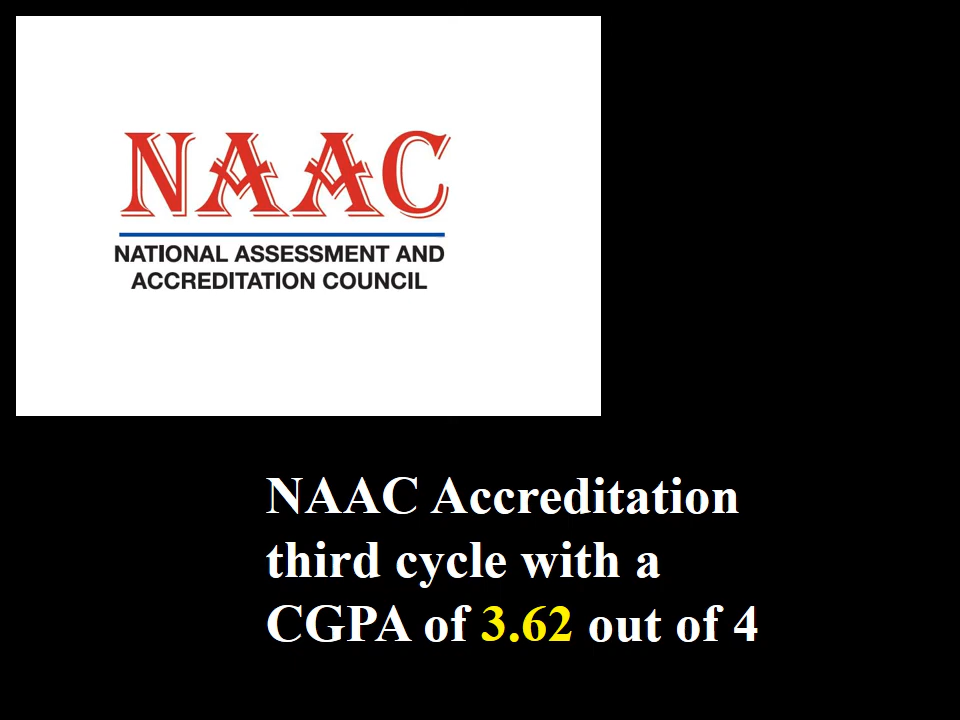 NAAC
NATIONAL ASSESSMENT AND
ACCREDITATION COUNCIL
NAAC Accreditation
third cycle with a
CGPA of 3.62 out of 4